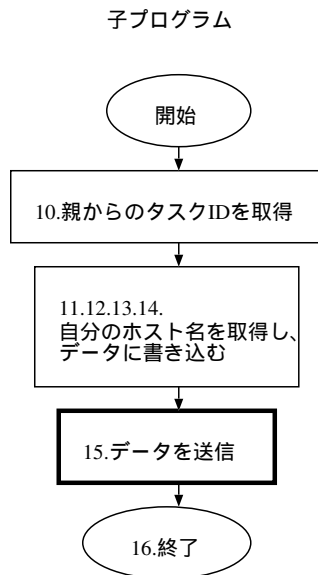 子プログラム
開始
10.親からのタスクIDを取得
11.12.13.14.
自分のホスト名を取得し、
データに書き込む
15.データを送信
16.終了